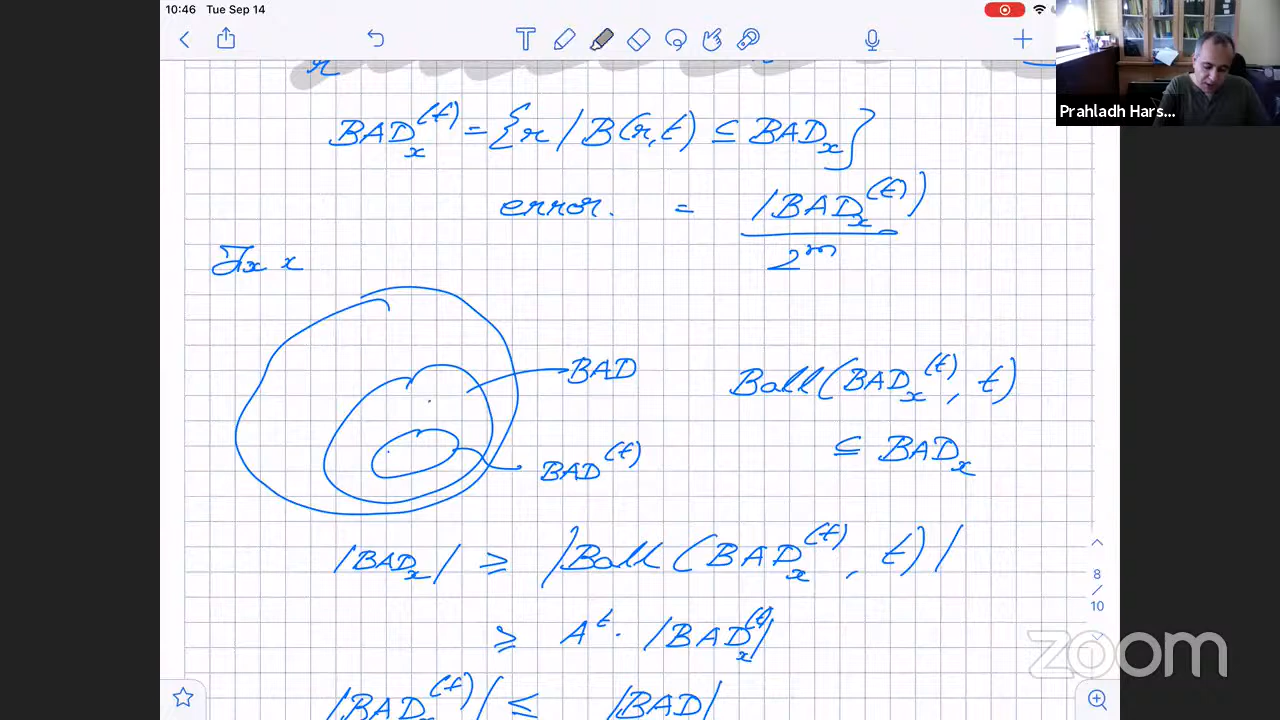 10:46 Tue Sep 14
Prahladh Hars...
r
BAD_x^(t) = {r / B(r,t) ⊆ BAD_x}
error. = |BAD_x^(t)| / 2^m
Fix x
BAD
BAD^(t)
Ball(BAD_x^(t), t)
⊆ BAD_x
|BAD_x| ≥ |Ball(BAD_x^(t), t)|
≥ A^t · |BAD_x^(t)|
|BAD_x^(t)| ≤ |BAD|
8
/
10
zoom